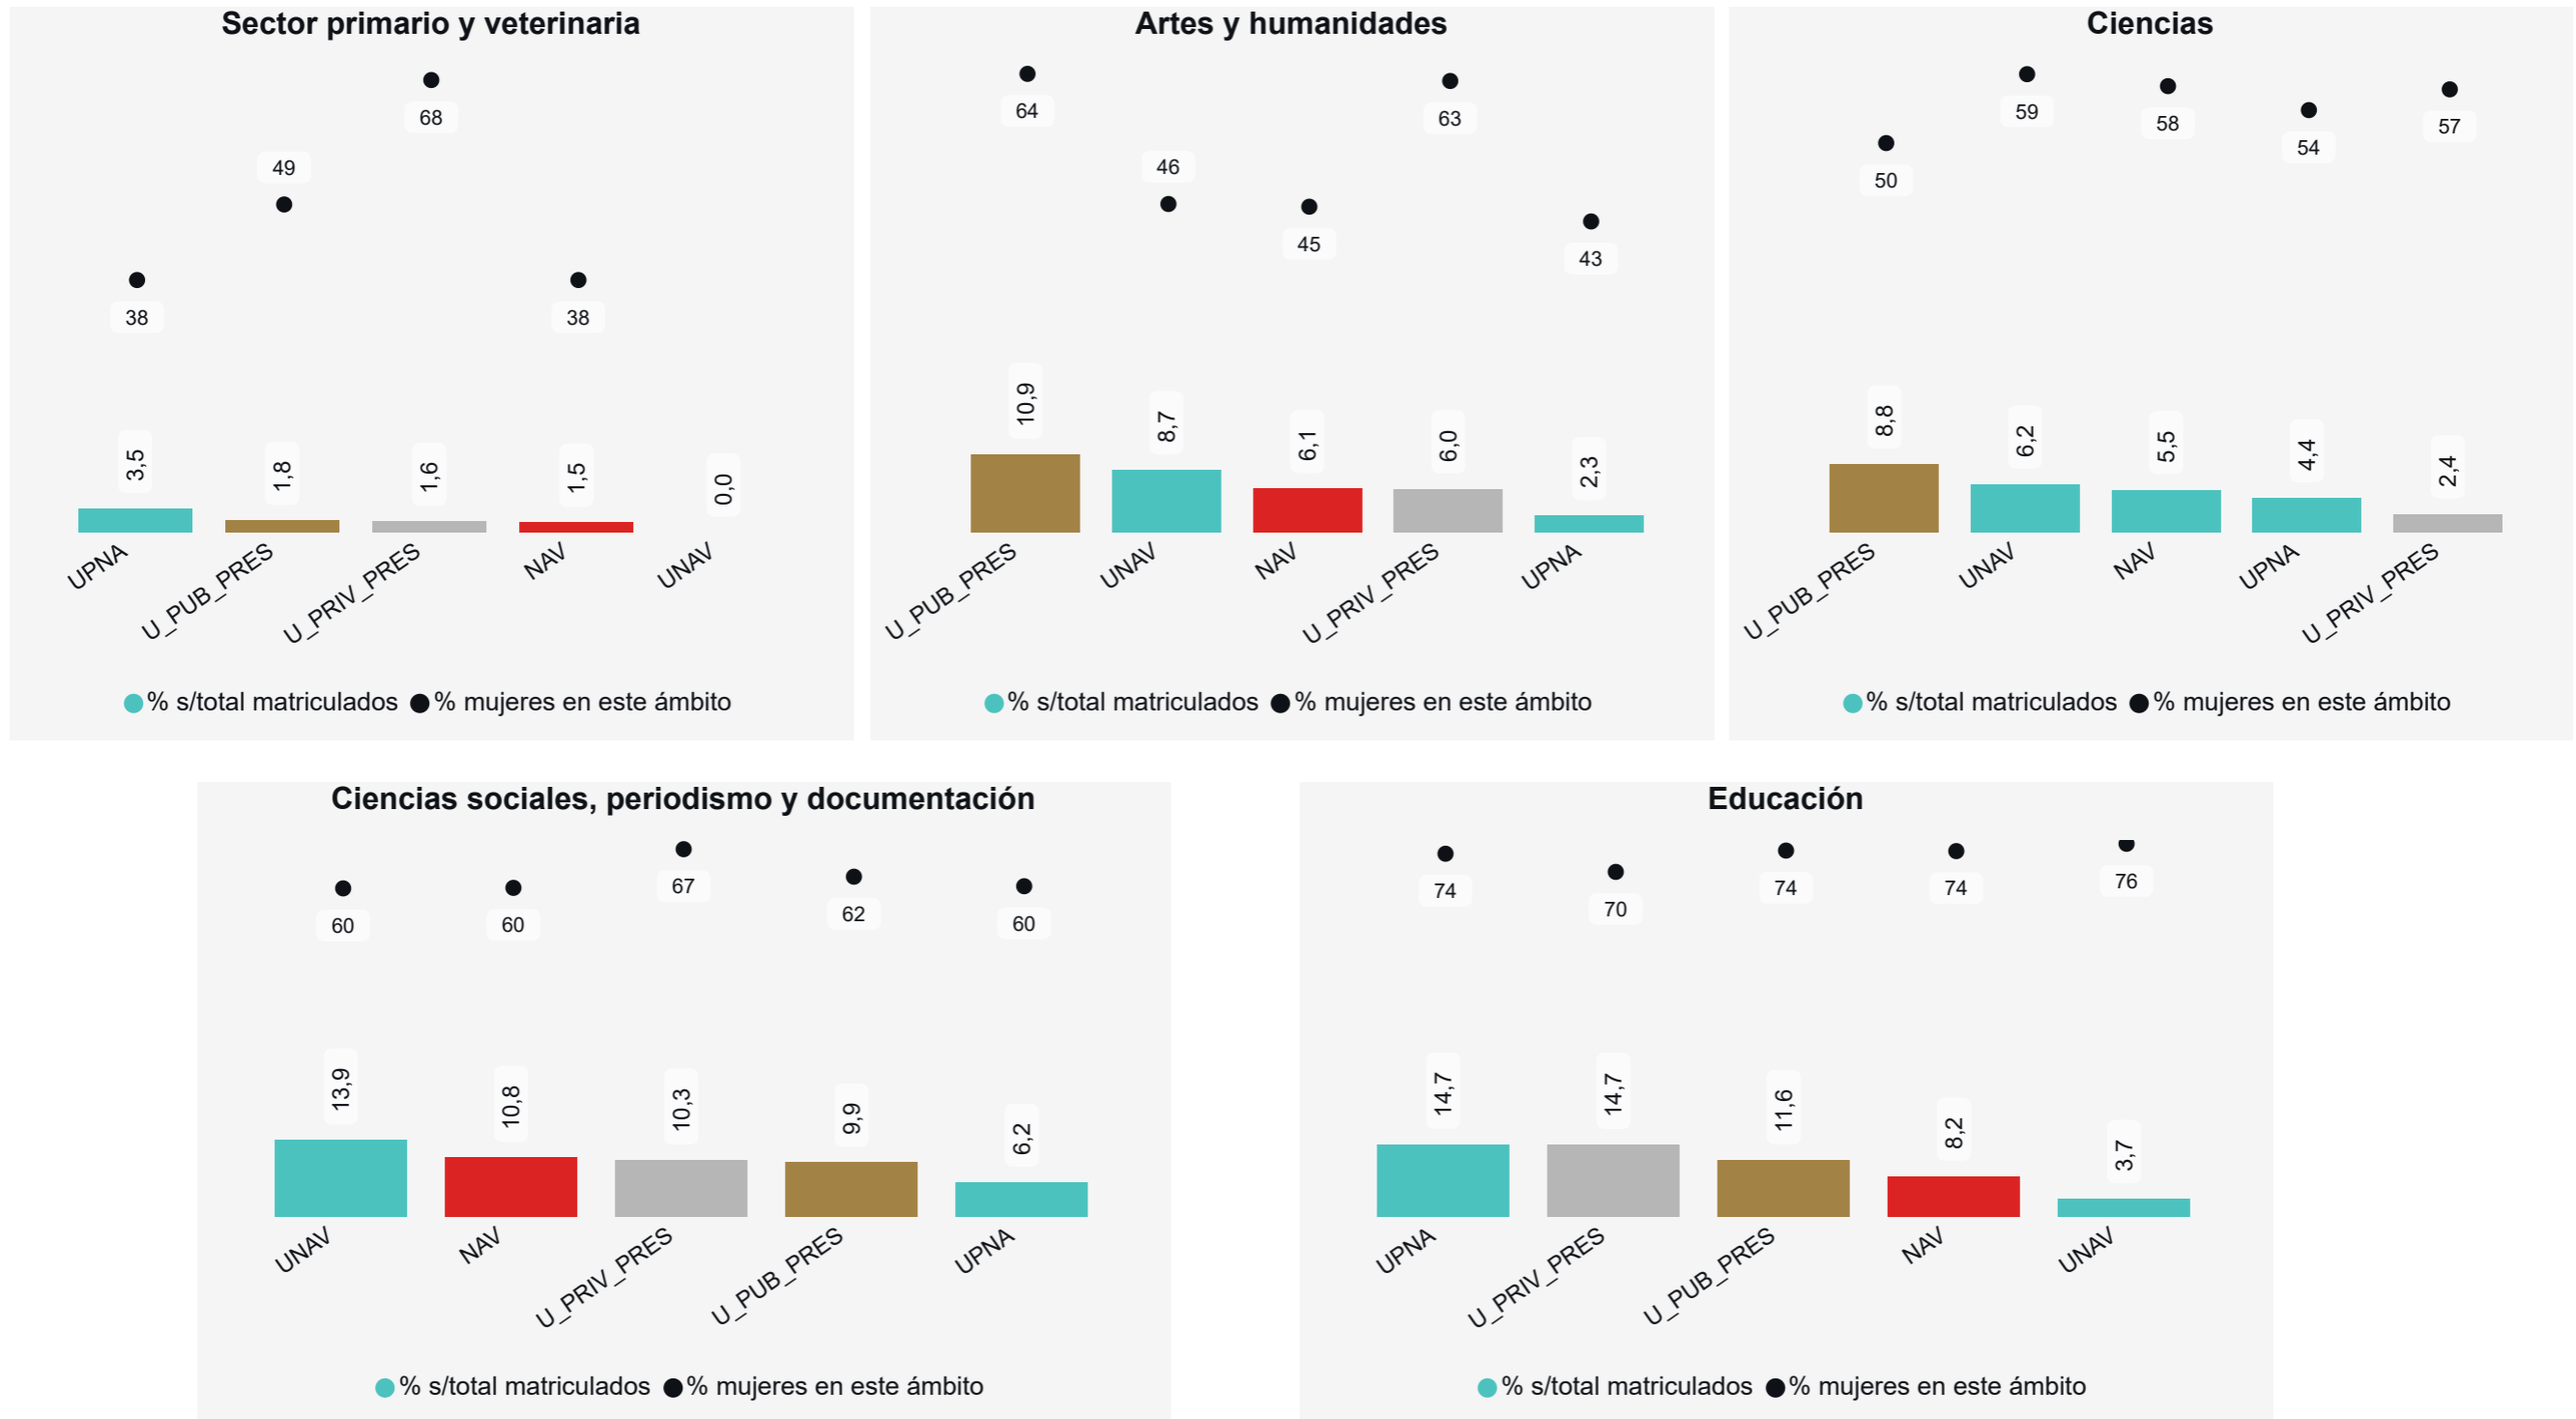 Sector primario y veterinaria
68
49
38
38
3,5
1,8
1,6
1,5
0,0
UPNA
U_PUB_PRES
U_PRIV_PRES
NAV
UNAV
% s/total matriculados % mujeres en este ámbito
Artes y humanidades
64
46
45
63
43
10,9
8,7
6,1
6,0
2,3
U_PUB_PRES
UNAV
NAV
U_PRIV_PRES
UPNA
% s/total matriculados % mujeres en este ámbito
Ciencias
50
59
58
54
57
8,8
6,2
5,5
4,4
2,4
U_PUB_PRES
UNAV
NAV
UPNA
U_PRIV_PRES
% s/total matriculados % mujeres en este ámbito
Ciencias sociales, periodismo y documentación
60
60
67
62
60
13,9
10,8
10,3
9,9
6,2
UNAV
NAV
U_PRIV_PRES
U_PUB_PRES
UPNA
% s/total matriculados % mujeres en este ámbito
Educación
74
70
74
74
76
14,7
14,7
11,6
8,2
3,7
UPNA
U_PRIV_PRES
U_PUB_PRES
NAV
UNAV
% s/total matriculados % mujeres en este ámbito